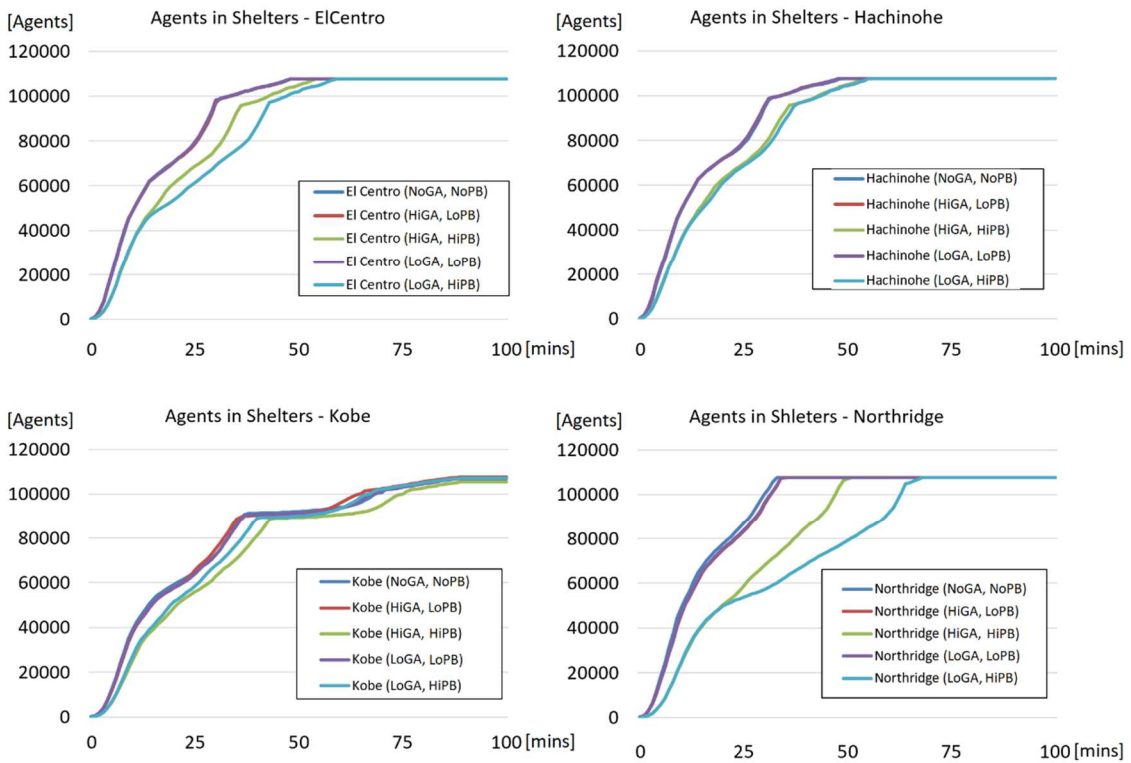 Agents in Shelters - ElCentro
[Agents]
120000
100000
80000
60000
40000
20000
0
El Centro (NoGA, NoPB)
El Centro (HiGA, LoPB)
El Centro (HiGA, HiPB)
El Centro (LoGA, LoPB)
El Centro (LoGA, HiPB)
0 25 50 75 100 [mins]
Agents in Shelters - Hachinohe
[Agents]
120000
100000
80000
60000
40000
20000
0
Hachinohe (NoGA, NoPB)
Hachinohe (HiGA, LoPB)
Hachinohe (HiGA, HiPB)
Hachinohe (LoGA, LoPB)
Hachinohe (LoGA, HiPB)
0 25 50 75 100 [mins]
Agents in Shelters - Kobe
[Agents]
120000
100000
80000
60000
40000
20000
0
Kobe (NoGA, NoPB)
Kobe (HiGA, LoPB)
Kobe (HiGA, HiPB)
Kobe (LoGA, LoPB)
Kobe (LoGA, HiPB)
0 25 50 75 100 [mins]
Agents in Shleters - Northridge
[Agents]
120000
100000
80000
60000
40000
20000
0
Northridge (NoGA, NoPB)
Northridge (HiGA, LoPB)
Northridge (HiGA, HiPB)
Northridge (LoGA, LoPB)
Northridge (LoGA, HiPB)
0 25 50 75 100 [mins]